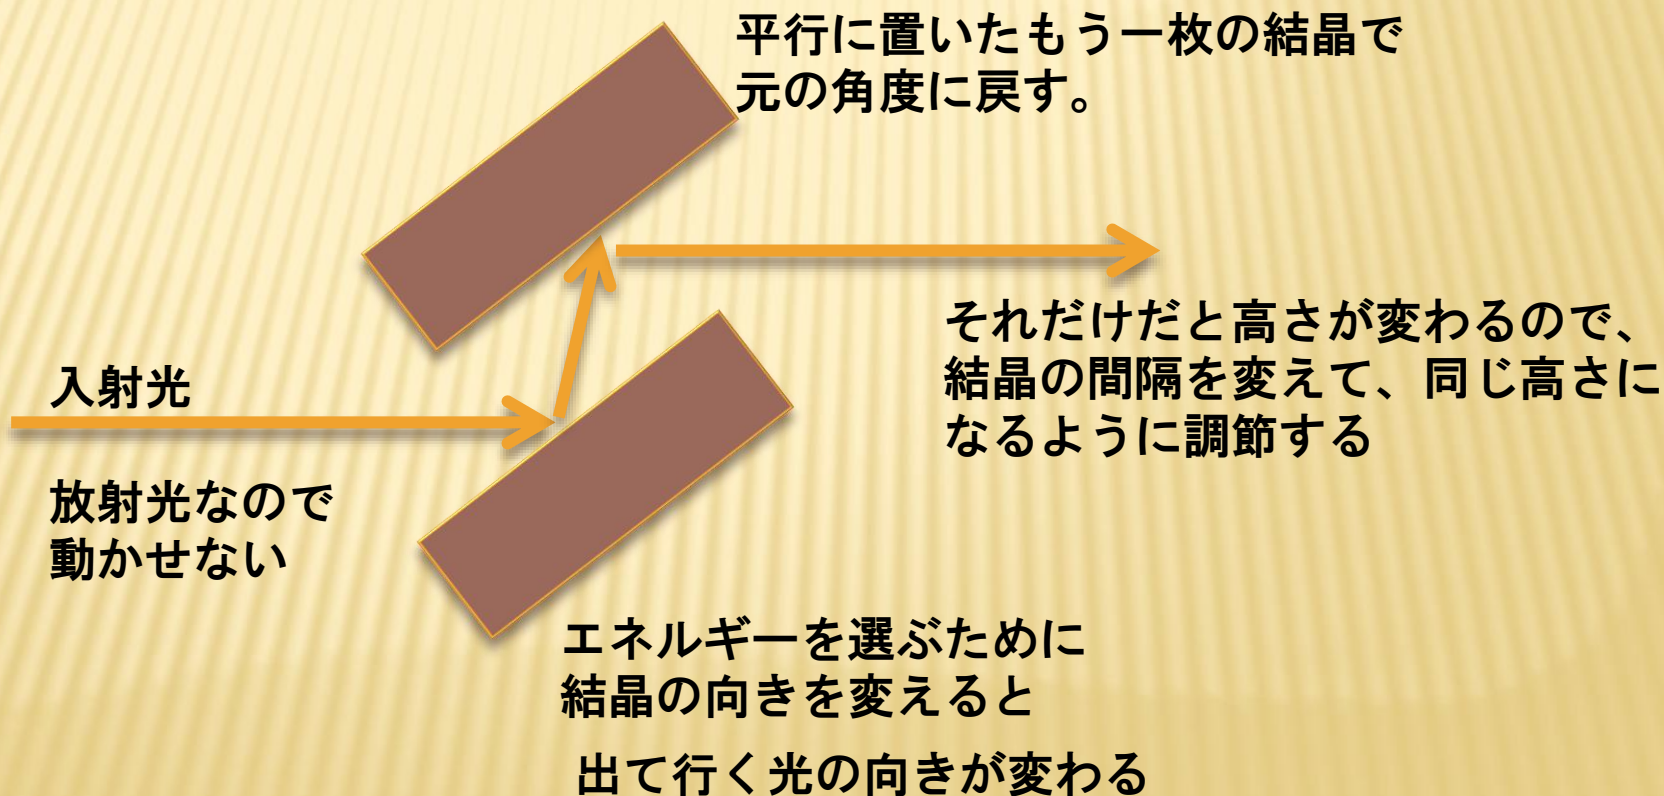 平行に置いたもう一枚の結晶で
元の角度に戻す。
それだけだと高さが変わるので、
結晶の間隔を変えて、同じ高さに
なるように調節する
入射光
放射光なので
動かせない
エネルギーを選ぶために
結晶の向きを変えると
出て行く光の向きが変わる